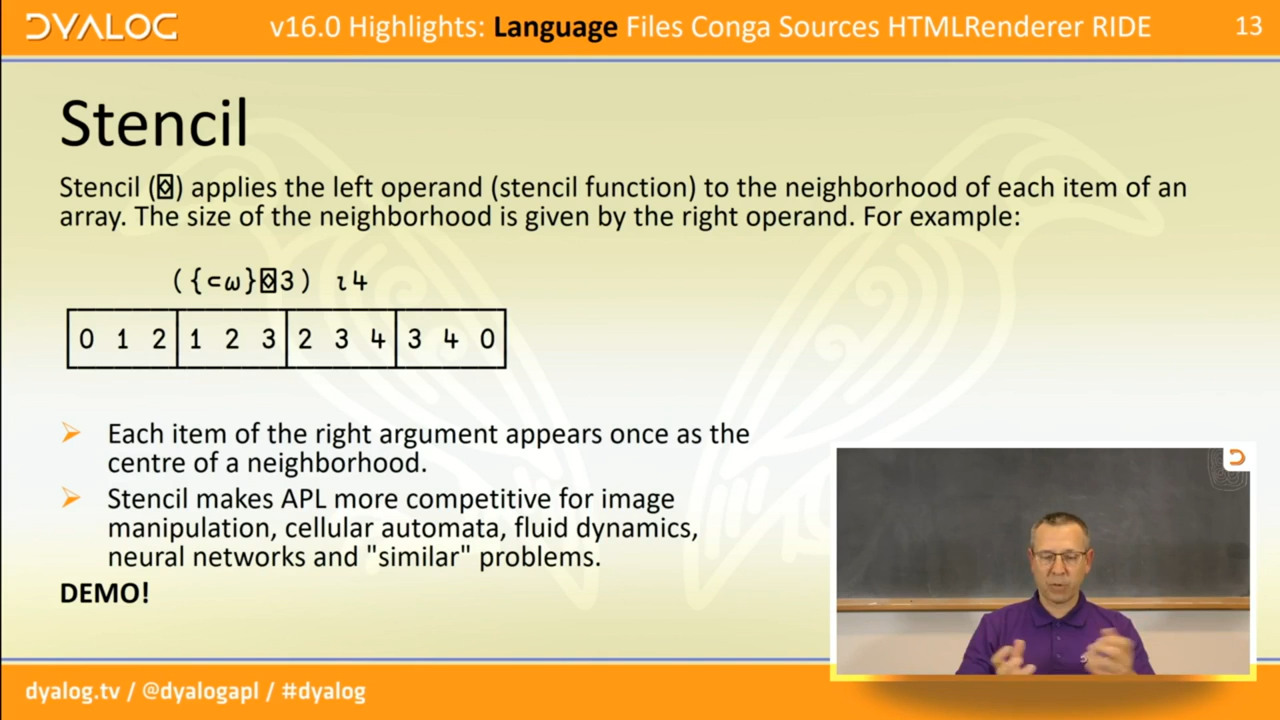 DYALOG
v16.0 Highlights: Language Files Conga Sources HTMLRenderer RIDE
13
Stencil
Stencil (⌺) applies the left operand (stencil function) to the neighborhood of each item of an
array. The size of the neighborhood is given by the right operand. For example:
({⊂⍵}⌺3) ⍳4
0 1 2 1 2 3 2 3 4 3 4 0
Each item of the right argument appears once as the
centre of a neighborhood.
Stencil makes APL more competitive for image
manipulation, cellular automata, fluid dynamics,
neural networks and "similar" problems.
DEMO!
dyalog.tv / @dyalogapl / #dyalog